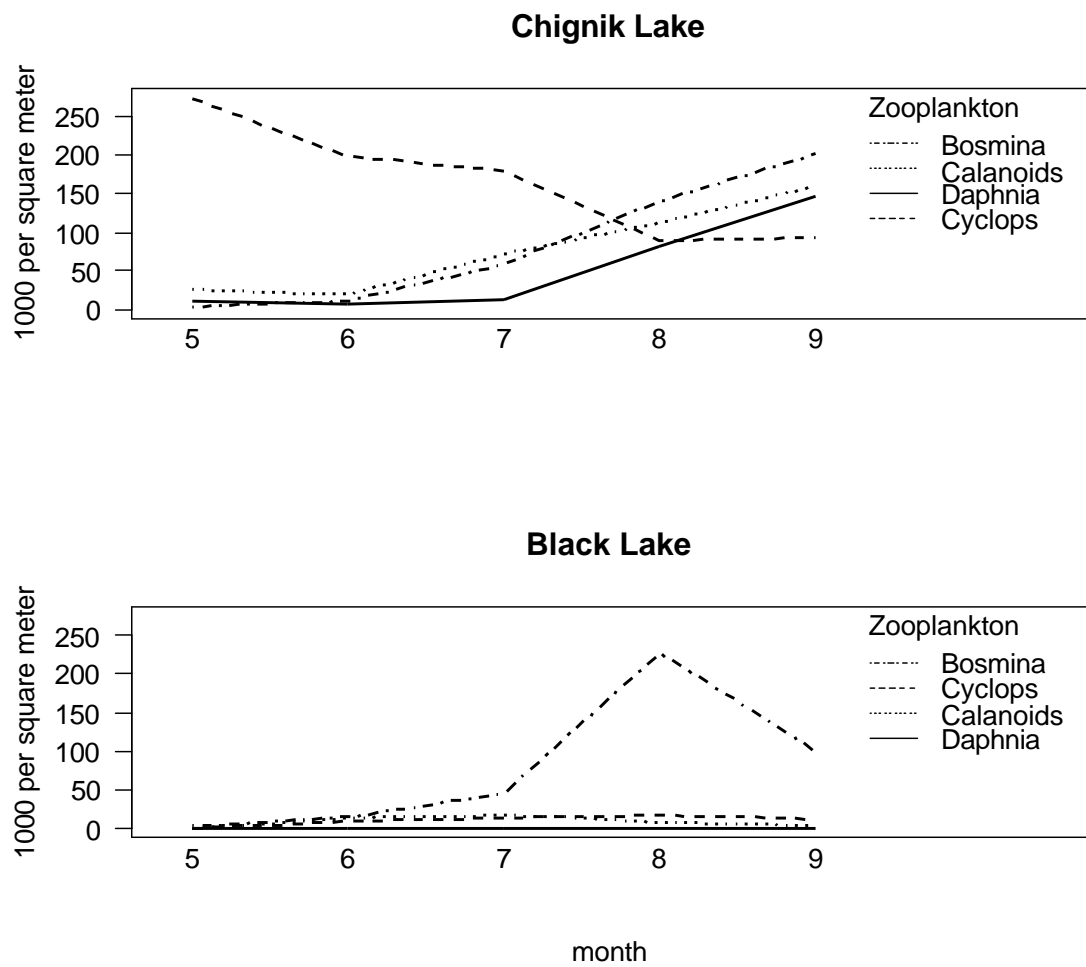 Chignik Lake
1000 per square meter
250
200
150
100
50
0
5 6 7 8 9
Zooplankton
Bosmina
Calanoids
Daphnia
Cyclops
Black Lake
1000 per square meter
250
200
150
100
50
0
5 6 7 8 9
Zooplankton
Bosmina
Cyclops
Calanoids
Daphnia
month